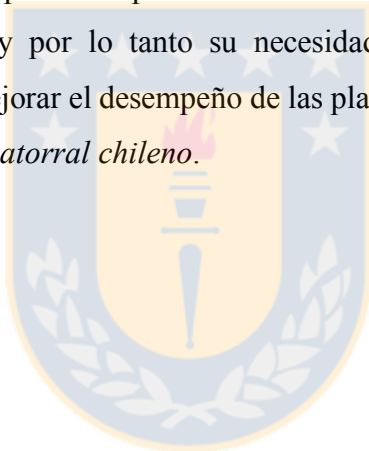 y por lo tanto su necesidad
jorar el desempeño de las pla
atorral chileno.